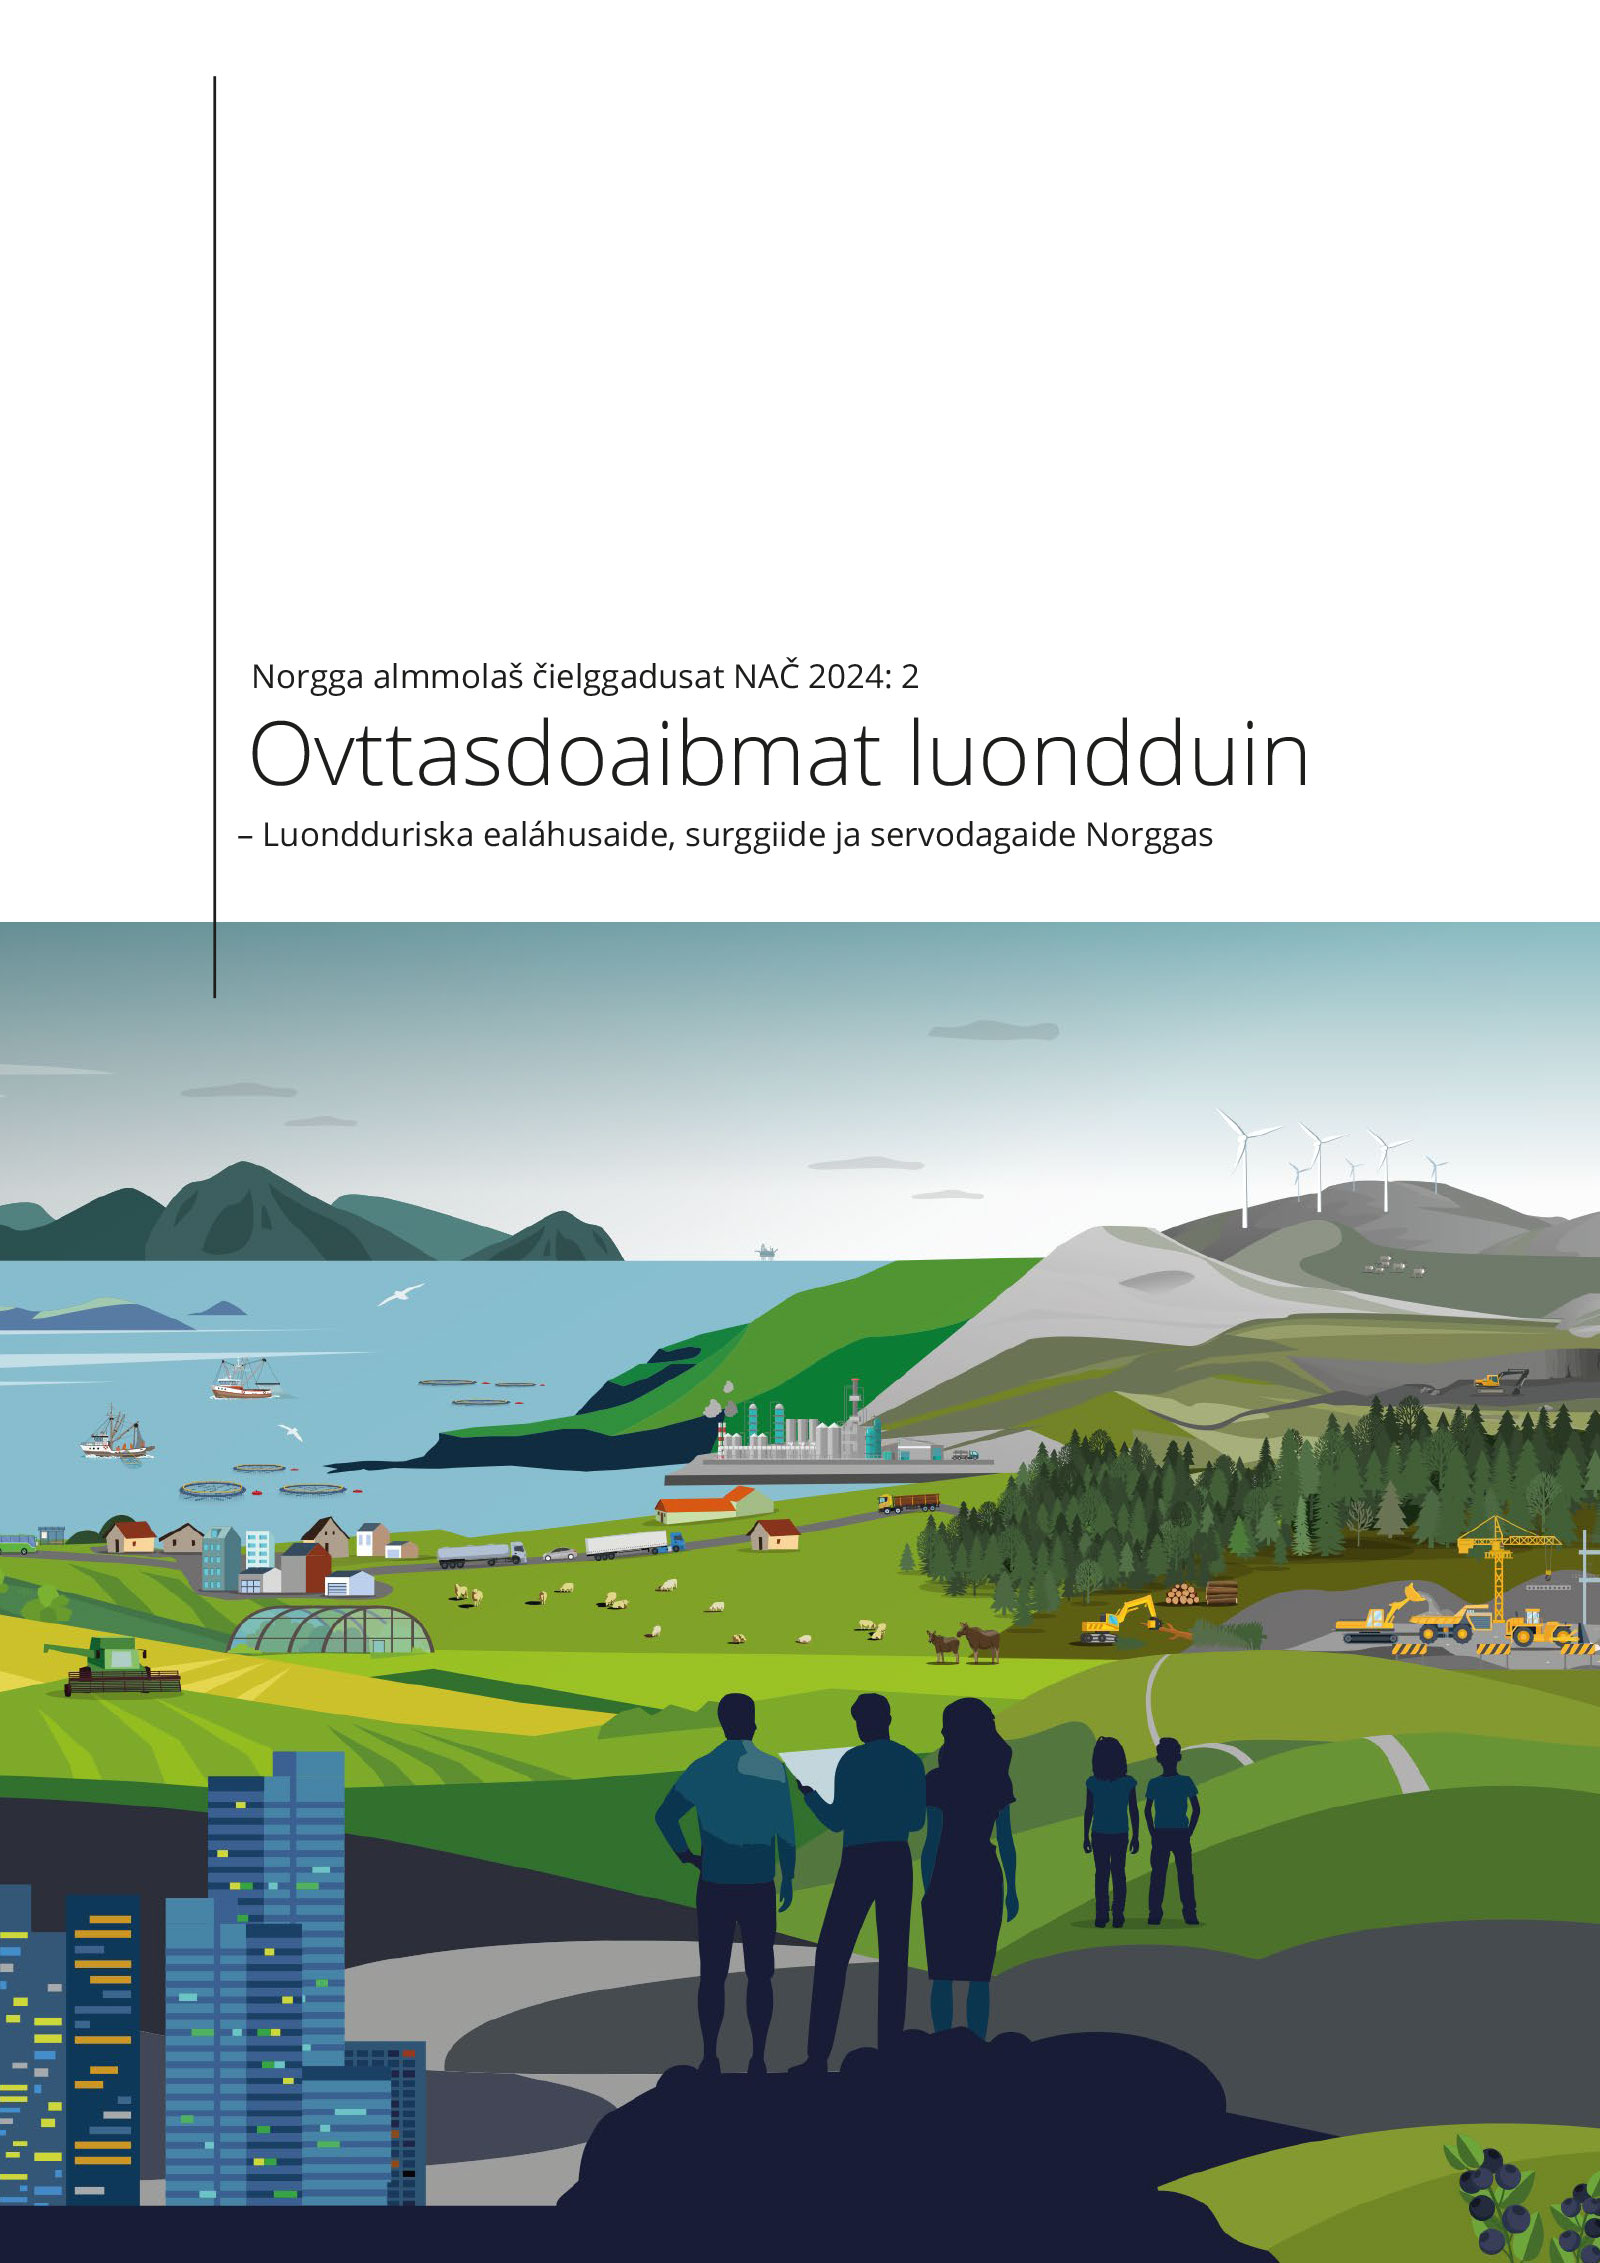 Norgga almmolaš čielggadusat NAČ 2024: 2
Ovttasdoaibmat luondduin
– Luondduriska ealáhusaide, surggiide ja servodagaide Norggas